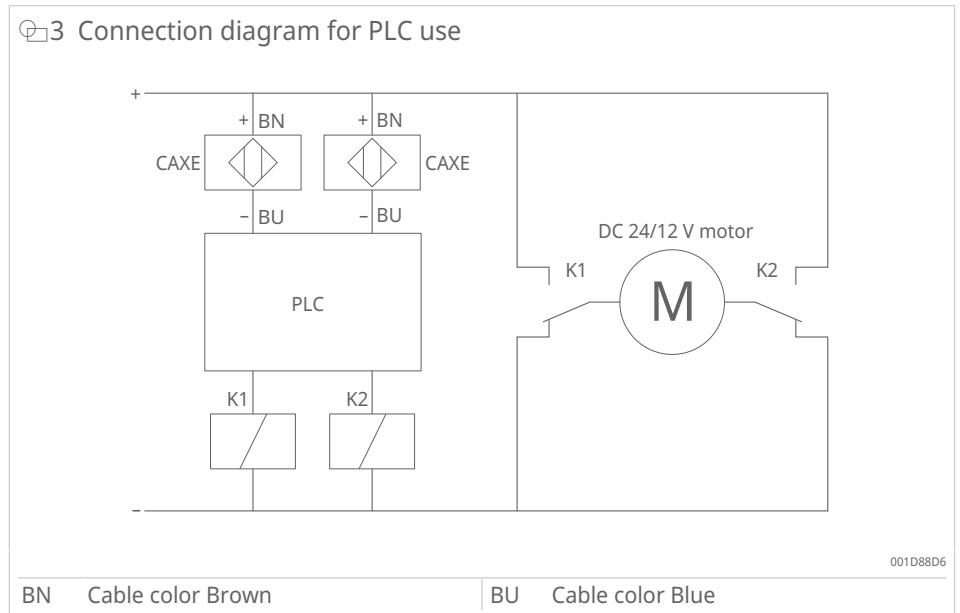 3 Connection diagram for PLC use
+
+ BN + BN
CAXE CAXE
– BU – BU
DC 24/12 V motor
K1 K2
PLC M
K1 K2
–
001D88D6
BN Cable color Brown BU Cable color Blue